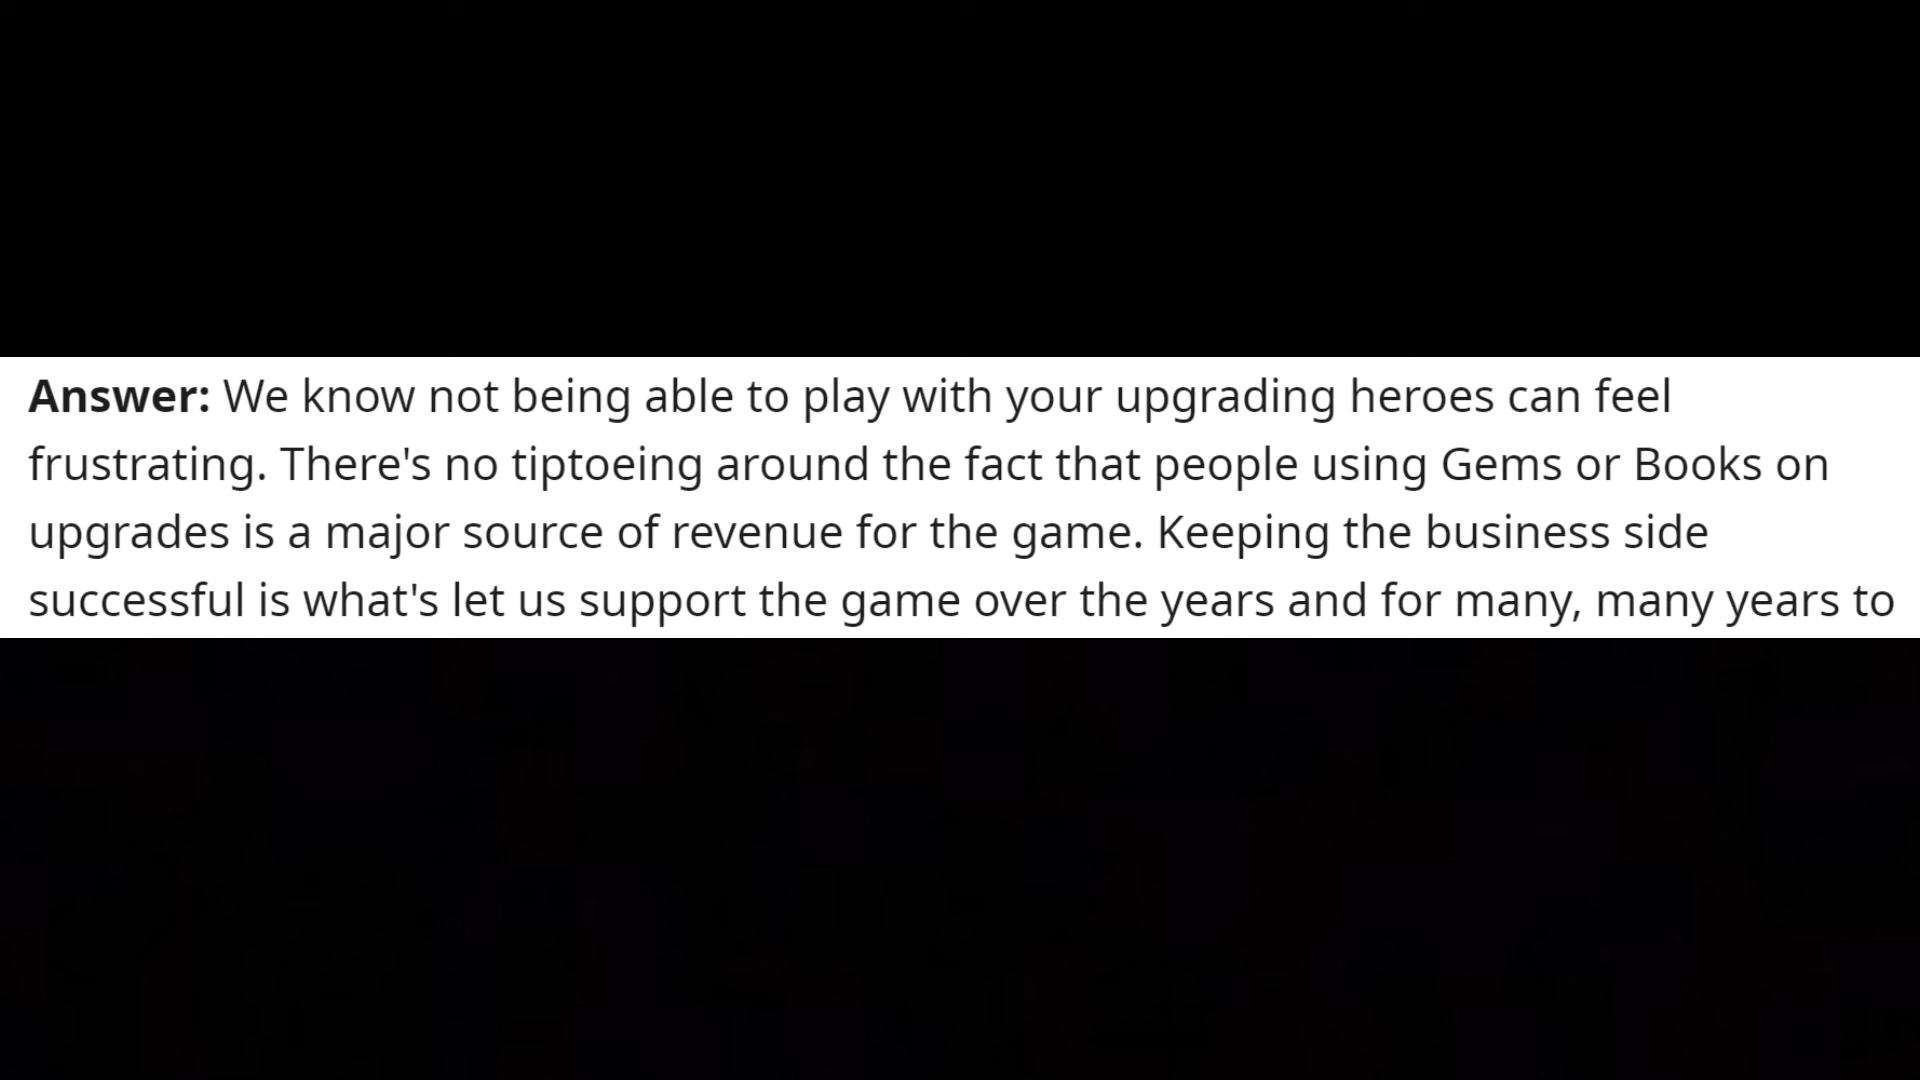 Answer: We know not being able to play with your upgrading heroes can feel
frustrating. There's no tiptoeing around the fact that people using Gems or Books on
upgrades is a major source of revenue for the game. Keeping the business side
successful is what's let us support the game over the years and for many, many years to